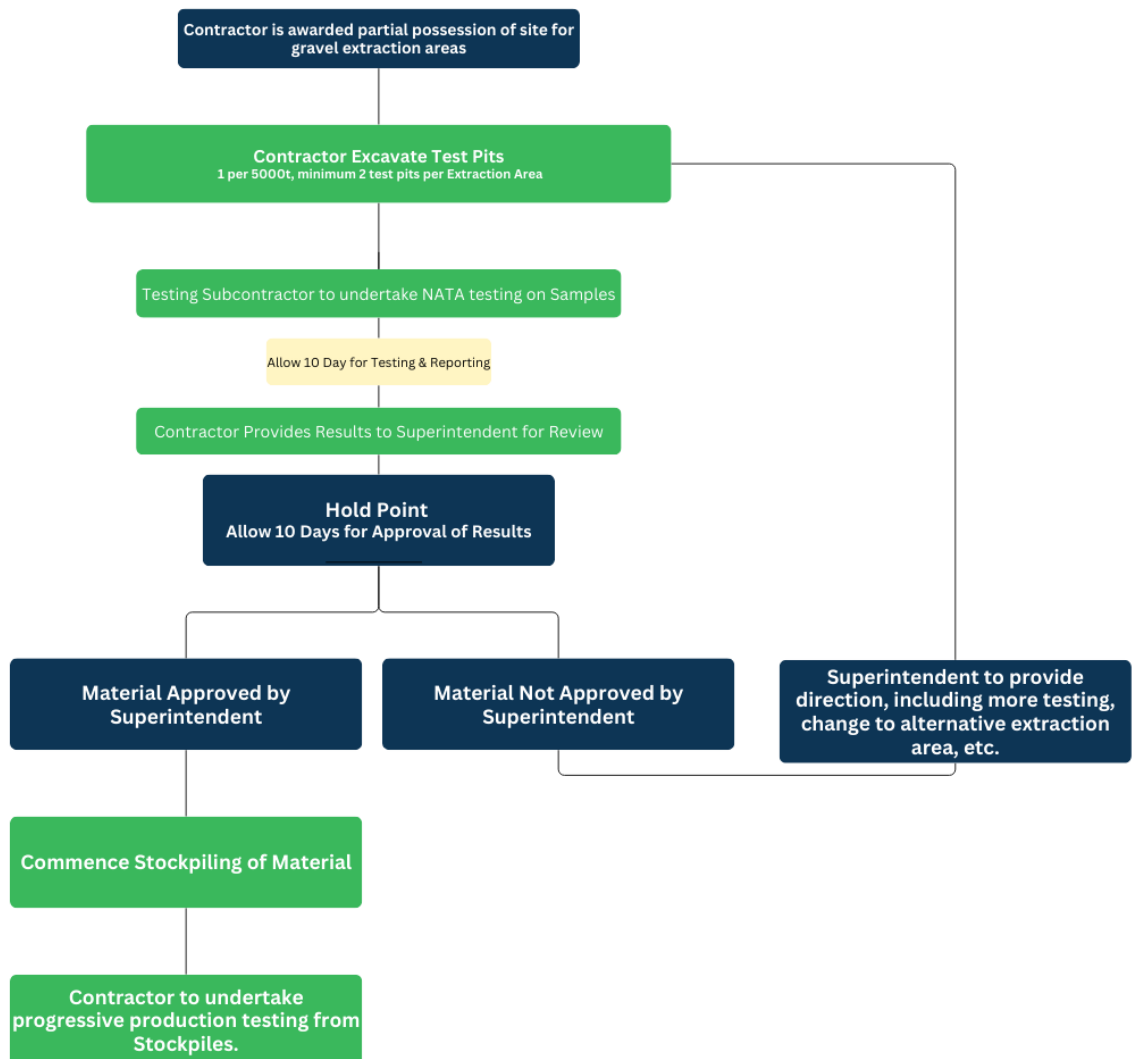 Contractor is awarded partial possession of site for
gravel extraction areas
Contractor Excavate Test Pits
1 per 5000t, minimum 2 test pits per Extraction Area
Testing Subcontractor to undertake NATA testing on Samples
Allow 10 Day for Testing & Reporting
Contractor Provides Results to Superintendent for Review
Hold Point
Allow 10 Days for Approval of Results
Material Approved by
Superintendent
Material Not Approved by
Superintendent
Superintendent to provide
direction, including more testing,
change to alternative extraction
area, etc.
Commence Stockpiling of Material
Contractor to undertake
progressive production testing from
Stockpiles.